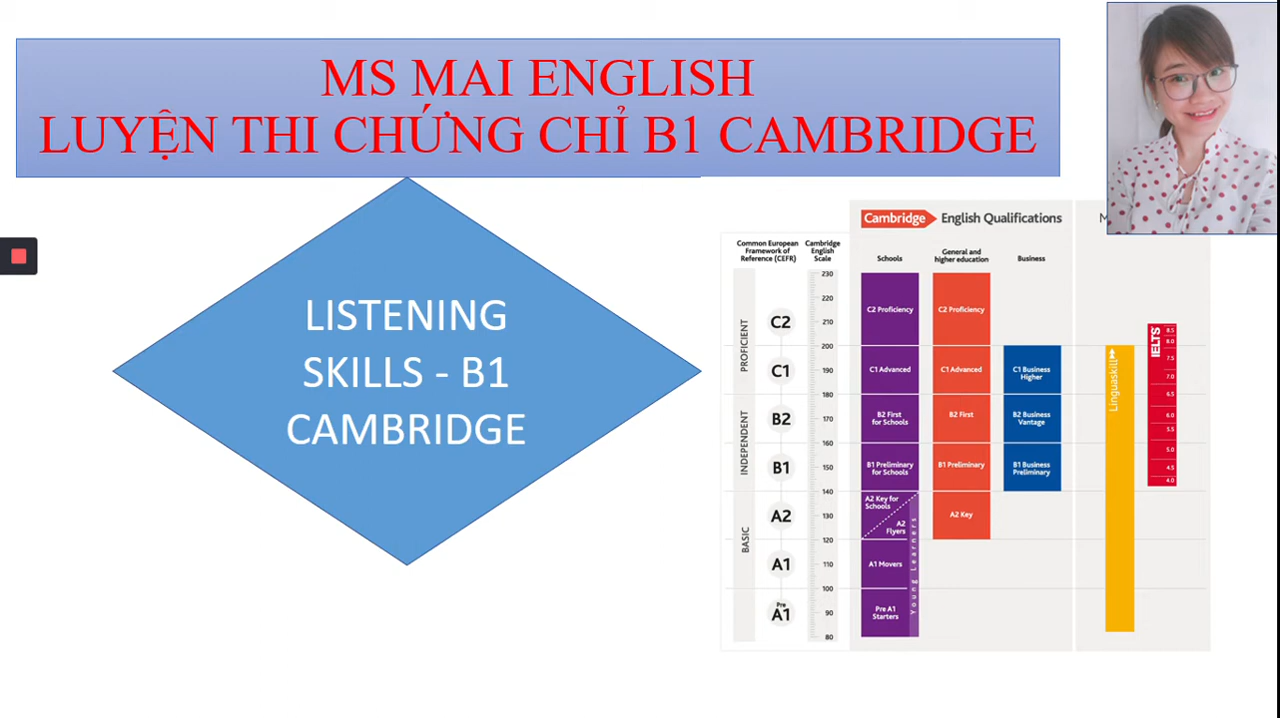 MS MAI ENGLISH
LUYỆN THI CHỨNG CHỈ B1 CAMBRIDGE
LISTENING
SKILLS - B1
CAMBRIDGE
Cambridge English Qualifications
M
Common European
Framework of
Reference (CEFR)
Cambridge
English
Scale
Schools
General and
higher education
Business
230
220
210
200
190
180
170
160
150
140
130
120
110
100
90
80
PROFICIENT
INDEPENDENT
BASIC
C2
C1
B2
B1
A2
A1
Pre
A1
C2 Proficiency
C1 Advanced
B2 First
for Schools
B1 Preliminary
for Schools
A2 Key for
Schools
A2
Flyers
A1 Movers
Pre A1
Starters
Young Learners
C2 Proficiency
C1 Advanced
B2 First
B1 Preliminary
A2 Key
C1 Business
Higher
B2 Business
Vantage
B1 Business
Preliminary
Linguaskill
IELTS
8.5
8.0
7.5
7.0
6.5
6.0
5.5
5.0
4.5
4.0